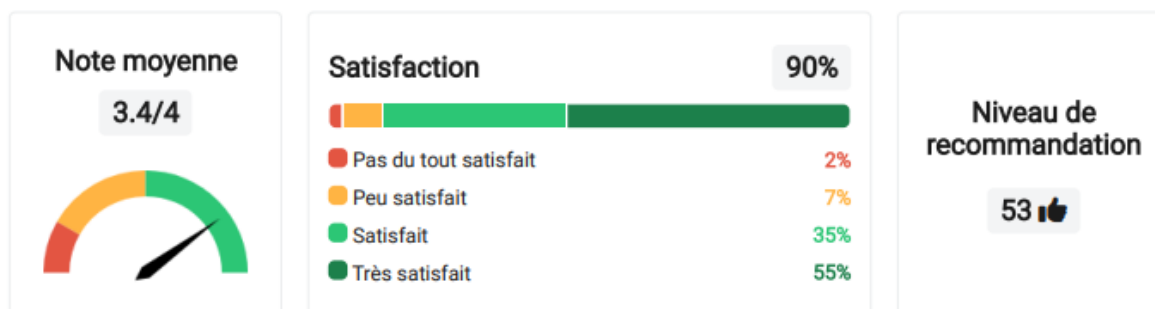 Note moyenne
3.4/4
Satisfaction
90%
Pas du tout satisfait 2%
Peu satisfait 7%
Satisfait 35%
Très satisfait 55%
Niveau de
recommandation
53